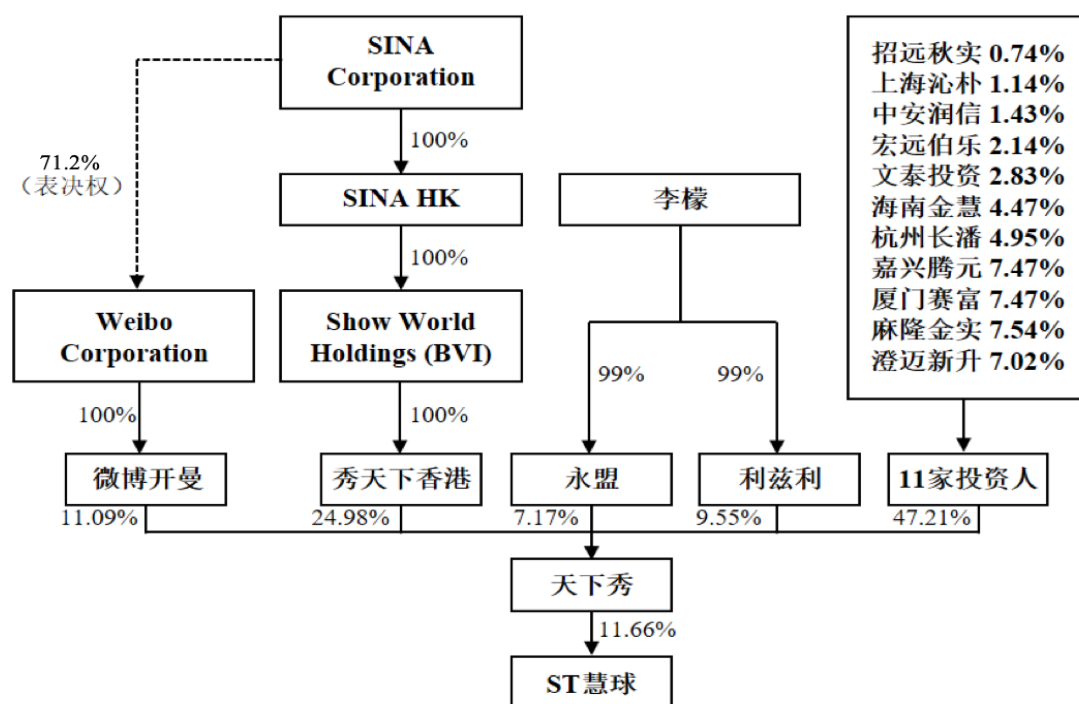 SINA
Corporation
招远秋实 0.74%
上海沁朴 1.14%
中安润信 1.43%
宏远伯乐 2.14%
文泰投资 2.83%
海南金慧 4.47%
杭州长潘 4.95%
嘉兴腾元 7.47%
厦门赛富 7.47%
麻隆金实 7.54%
澄迈新升 7.02%
100%
71.2%
（表决权）
SINA HK
李檬
100%
Weibo
Corporation
Show World
Holdings (BVI)
99%
99%
100%
100%
微博开曼
秀天下香港
永盟
利兹利
11家投资人
11.09%
24.98%
7.17%
9.55%
47.21%
天下秀
11.66%
ST慧球